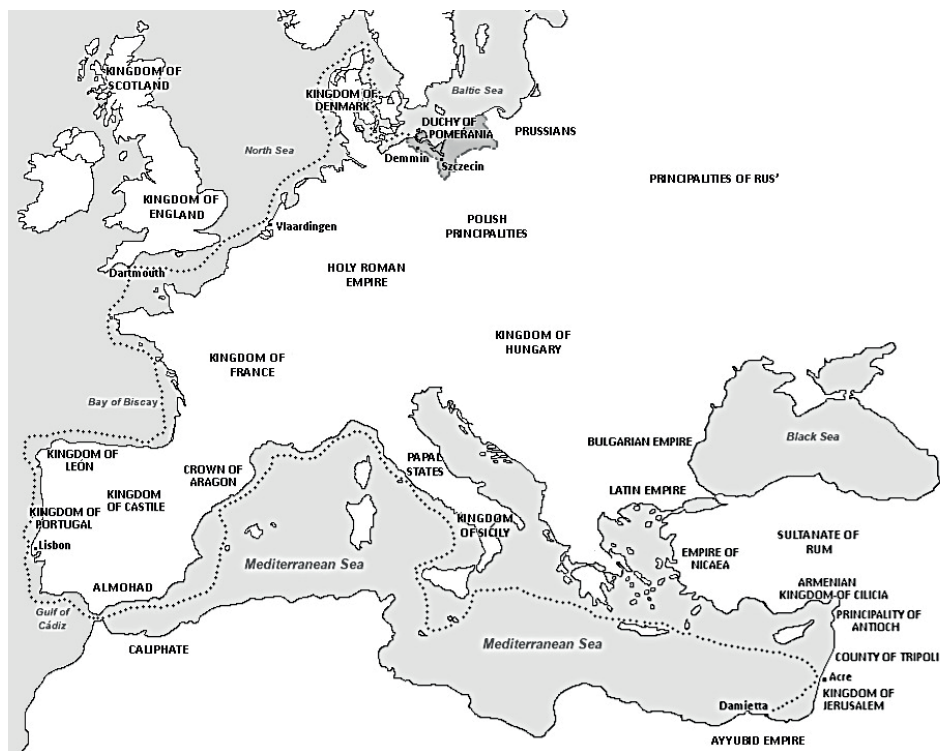 KINGDOM OF
SCOTLAND
KINGDOM OF
DENMARK
Baltic Sea
DUCHY OF
POMERANIA
PRUSSIANS
North Sea
Demmin
Szczecin
PRINCIPALITIES OF RUS'
KINGDOM OF
ENGLAND
Vlaardingen
POLISH
PRINCIPALITIES
Dartmouth
HOLY ROMAN
EMPIRE
KINGDOM OF
HUNGARY
KINGDOM OF
FRANCE
Bay of Biscay
BULGARIAN EMPIRE
Black Sea
KINGDOM OF
LEÓN
CROWN OF
ARAGON
PAPAL
STATES
LATIN EMPIRE
KINGDOM
OF CASTILE
KINGDOM OF
PORTUGAL
KINGDOM
OF SICILY
Lisbon
SULTANATE OF
RUM
EMPIRE OF
NICAEA
Mediterranean Sea
ALMOHAD
ARMENIAN
KINGDOM OF CILICIA
Gulf of
Cádiz
PRINCIPALITY OF
ANTIOCH
CALIPHATE
Mediterranean Sea
COUNTY OF TRIPOLI
Acre
KINGDOM OF
JERUSALEM
Damietta
AYYUBID EMPIRE